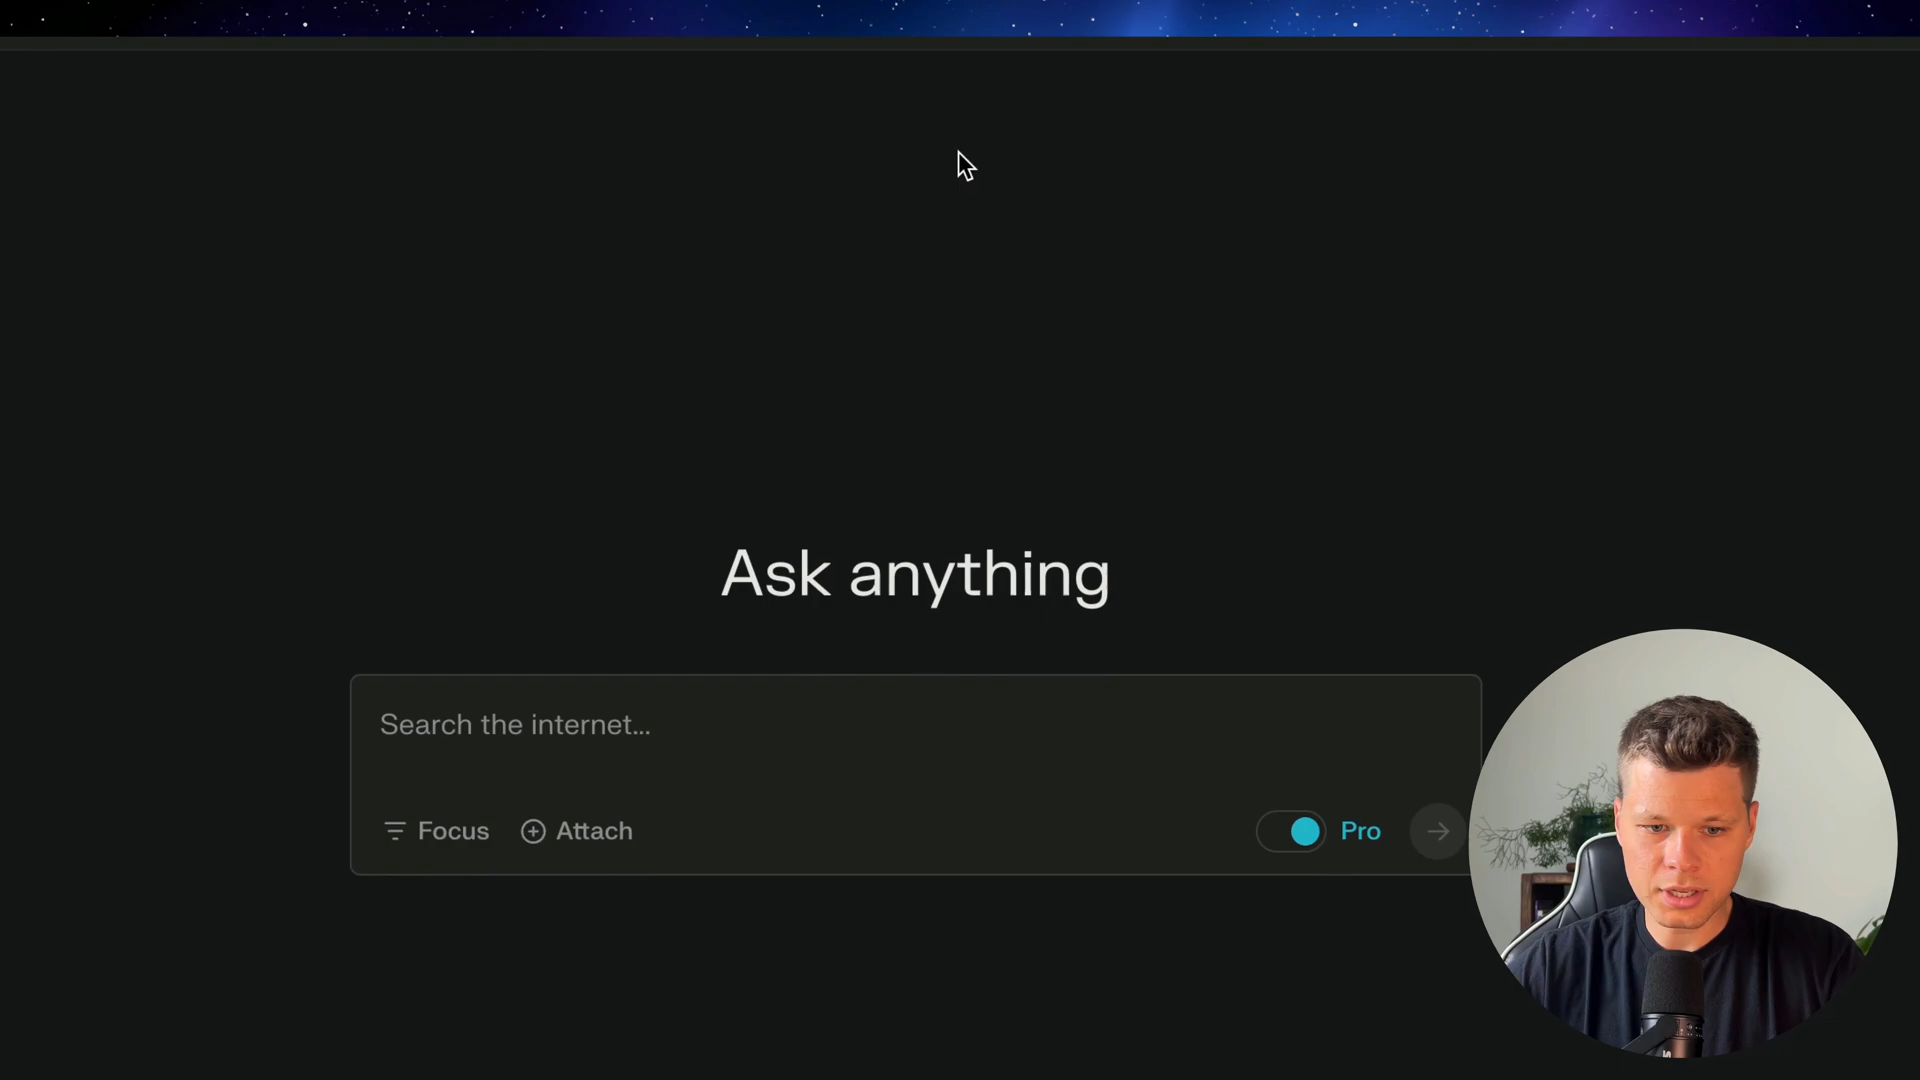 Ask anything
Search the internet...
Focus
Attach
Pro